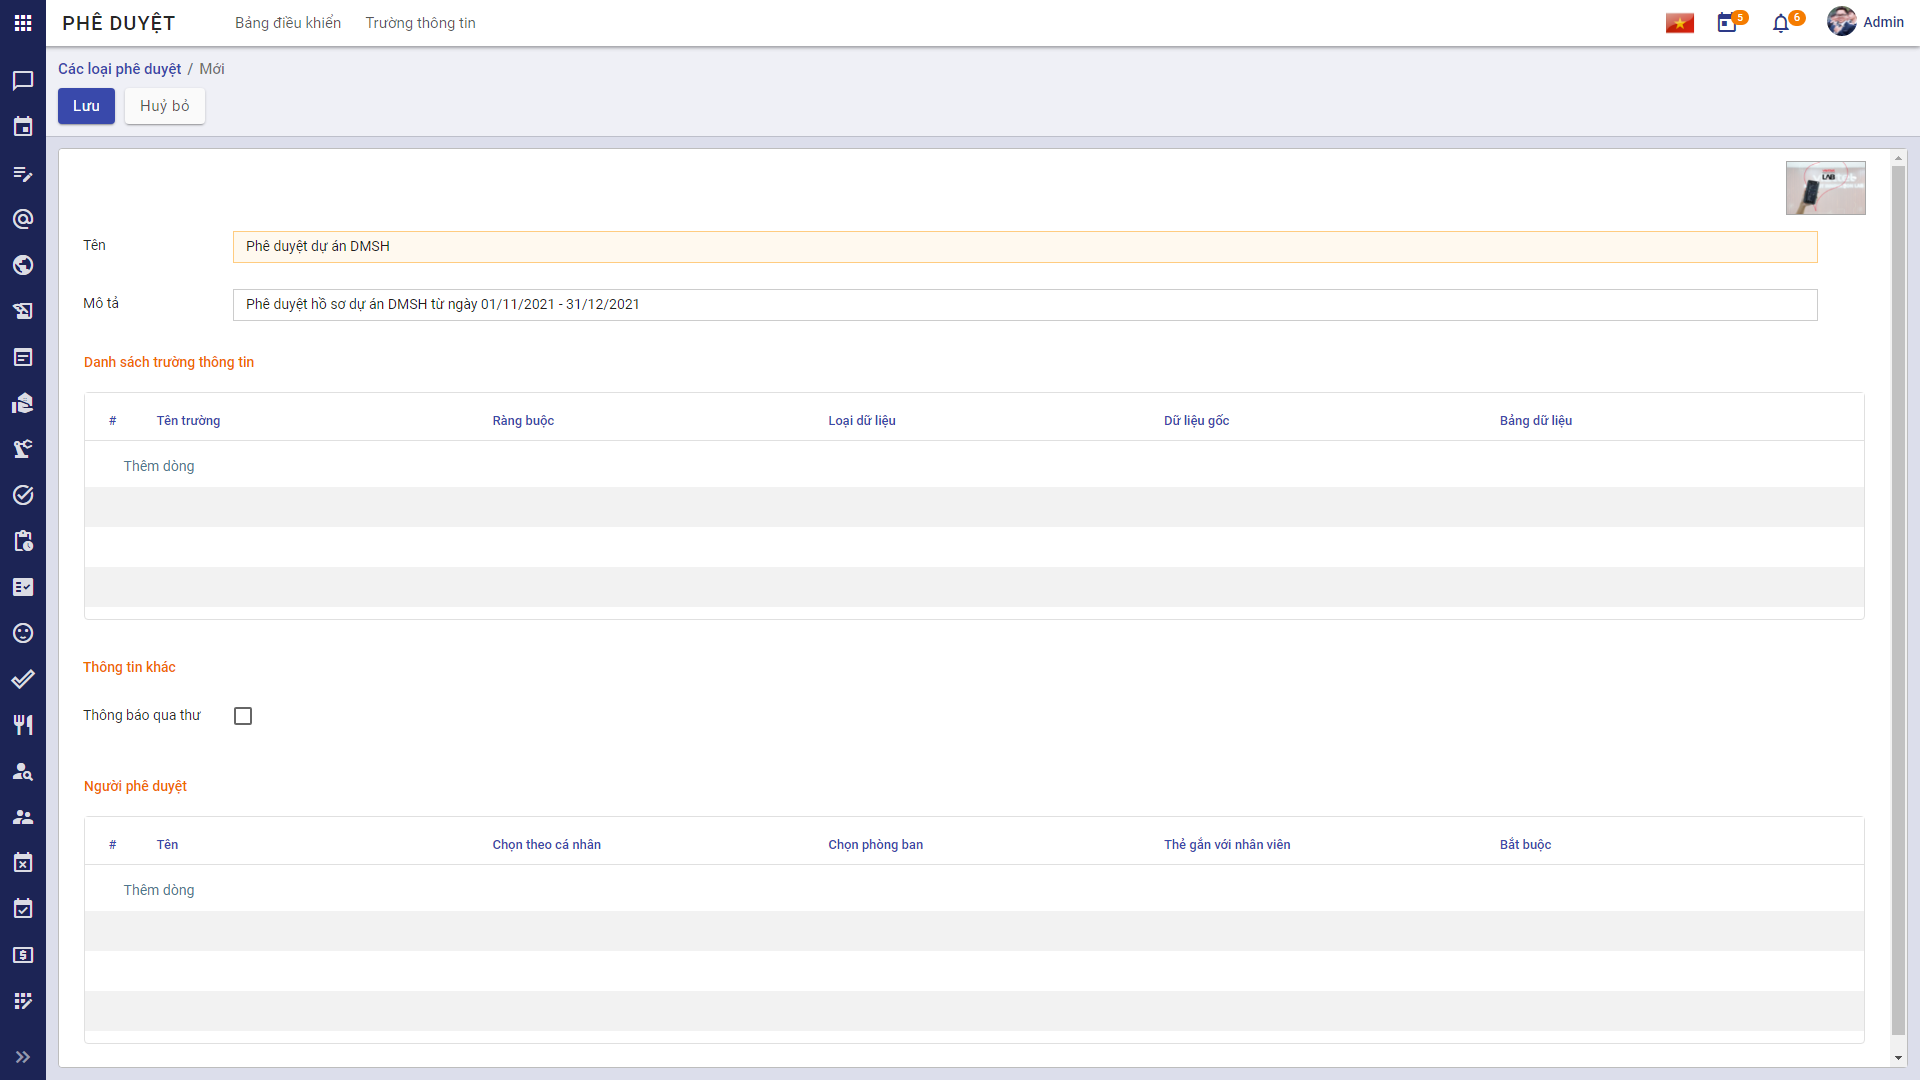 PHÊ DUYỆT
Bảng điều khiển
Trường thông tin
5
6
Admin
Các loại phê duyệt / Mới
Lưu
Huỷ bỏ
LAB
Tên
Phê duyệt dự án DMSH
Mô tả
Phê duyệt hồ sơ dự án DMSH từ ngày 01/11/2021 - 31/12/2021
Danh sách trường thông tin
# Tên trường Ràng buộc Loại dữ liệu Dữ liệu gốc Bảng dữ liệu
Thêm dòng
Thông tin khác
Thông báo qua thư
Người phê duyệt
# Tên Chọn theo cá nhân Chọn phòng ban Thẻ gắn với nhân viên Bắt buộc
Thêm dòng